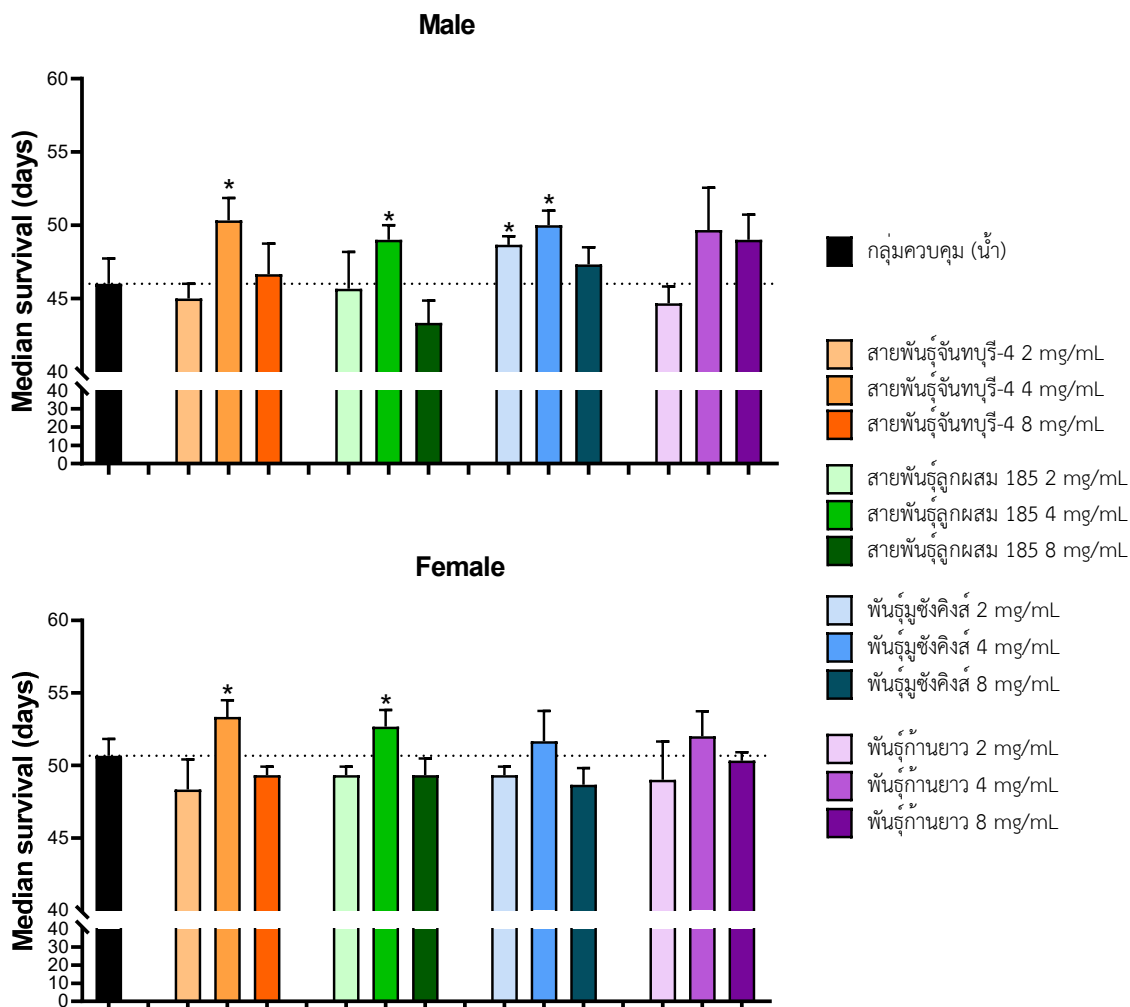 Male
Median survival (days)
60
55
50
45
40
40
30
20
10
0
*
*
*
*
Female
Median survival (days)
60
55
50
45
40
40
30
20
10
0
*
*
กลุ่มควบคุม (น้ำ)
สายพันธุ์จันทบุรี-4 2 mg/mL
สายพันธุ์จันทบุรี-4 4 mg/mL
สายพันธุ์จันทบุรี-4 8 mg/mL
สายพันธุ์ลูกผสม 185 2 mg/mL
สายพันธุ์ลูกผสม 185 4 mg/mL
สายพันธุ์ลูกผสม 185 8 mg/mL
พันธุ์มูซังคิงส์ 2 mg/mL
พันธุ์มูซังคิงส์ 4 mg/mL
พันธุ์มูซังคิงส์ 8 mg/mL
พันธุ์ก้านยาว 2 mg/mL
พันธุ์ก้านยาว 4 mg/mL
พันธุ์ก้านยาว 8 mg/mL